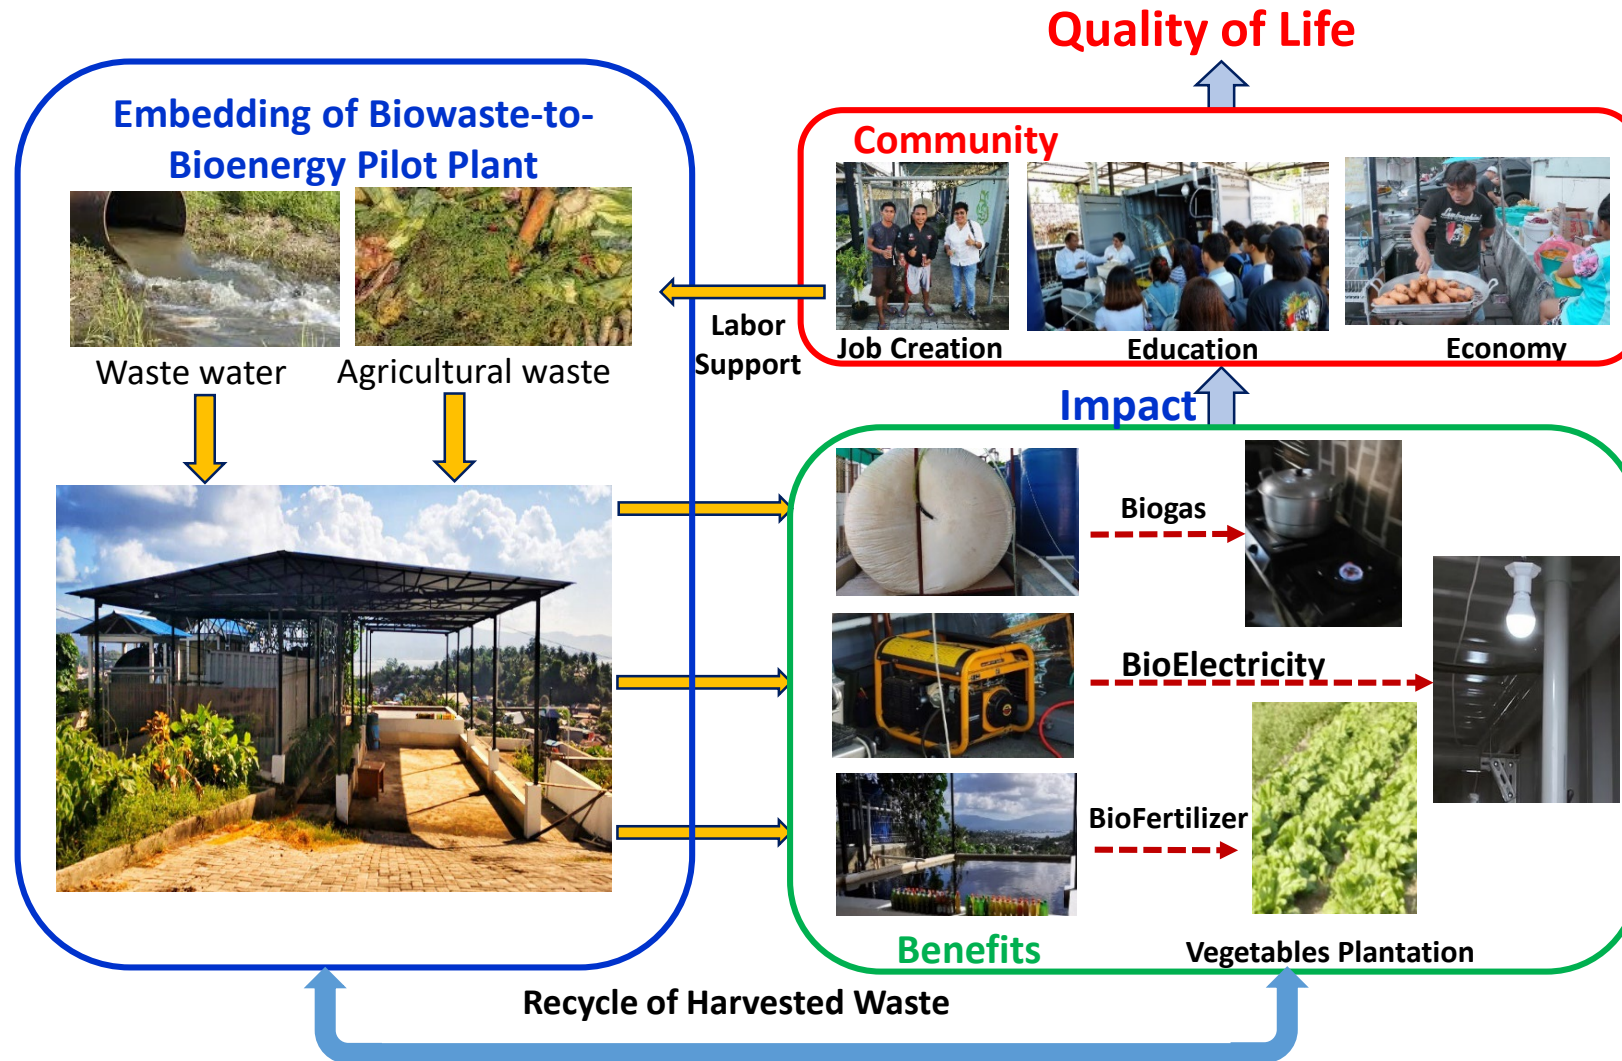 Quality of Life
Embedding of Biowaste-to-
Bioenergy Pilot Plant
Waste water
Agricultural waste
Community
Job Creation
Education
Economy
Labor
Support
Impact
Biogas
BioElectricity
BioFertilizer
Benefits
Vegetables Plantation
Recycle of Harvested Waste